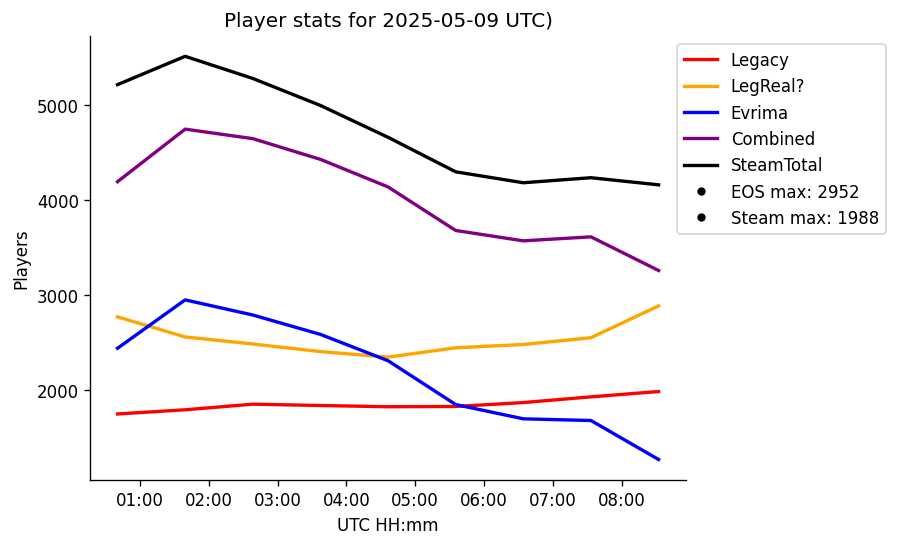 Player stats for 2025-05-09 UTC)
Legacy
LegReal?
Evrima
Combined
SteamTotal
EOS max: 2952
Steam max: 1988
5000
4000
3000
2000
Players
01:00 02:00 03:00 04:00 05:00 06:00 07:00 08:00
UTC HH:mm